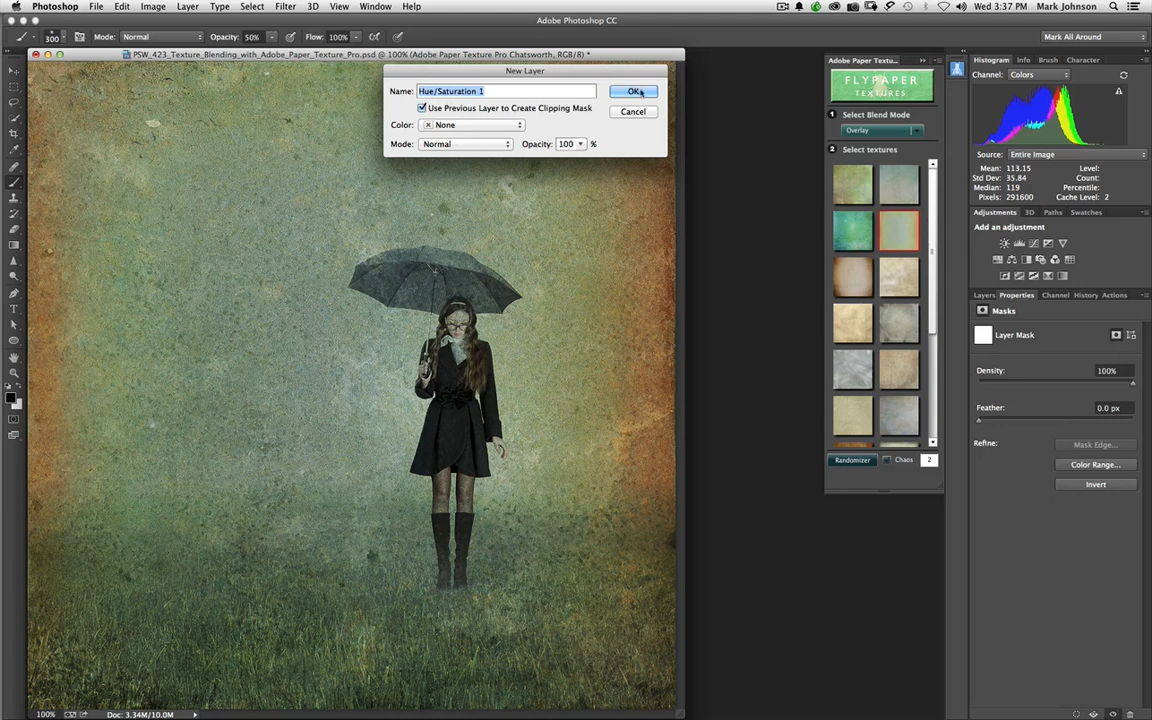 Photoshop File Edit Image Layer Type Select Filter 3D View Window Help Wed 3:37 PM Mark Johnson
Adobe Photoshop CC
300 Mode: Normal Opacity: 50% Flow: 100% Mark All Around
PSW_423_Texture_Blending_with_Adobe_Paper_Texture_Pro.psd @ 100% (Adobe Paper Texture Pro Chatsworth, RGB/8) *
New Layer
Name: Hue/Saturation 1 OK
Use Previous Layer to Create Clipping Mask
Cancel
Color: None
Mode: Normal Opacity: 100 %
Adobe Paper Textu...
FLYPAPER
TEXTURES
1 Select Blend Mode
Overlay
2 Select textures
Randomizer Chaos 2
Histogram Info Brush Character
Channel: Colors
Source: Entire Image
Mean: 113.15 Level:
Std Dev: 35.84 Count:
Median: 119 Percentile:
Pixels: 291600 Cache Level: 2
Adjustments 3D Paths Swatches
Add an adjustment
Layers Properties Channel History Actions
Masks
Layer Mask
Density: 100%
Feather: 0.0 px
Refine: Mask Edge...
Color Range...
Invert
100% Doc: 3.34M/10.0M